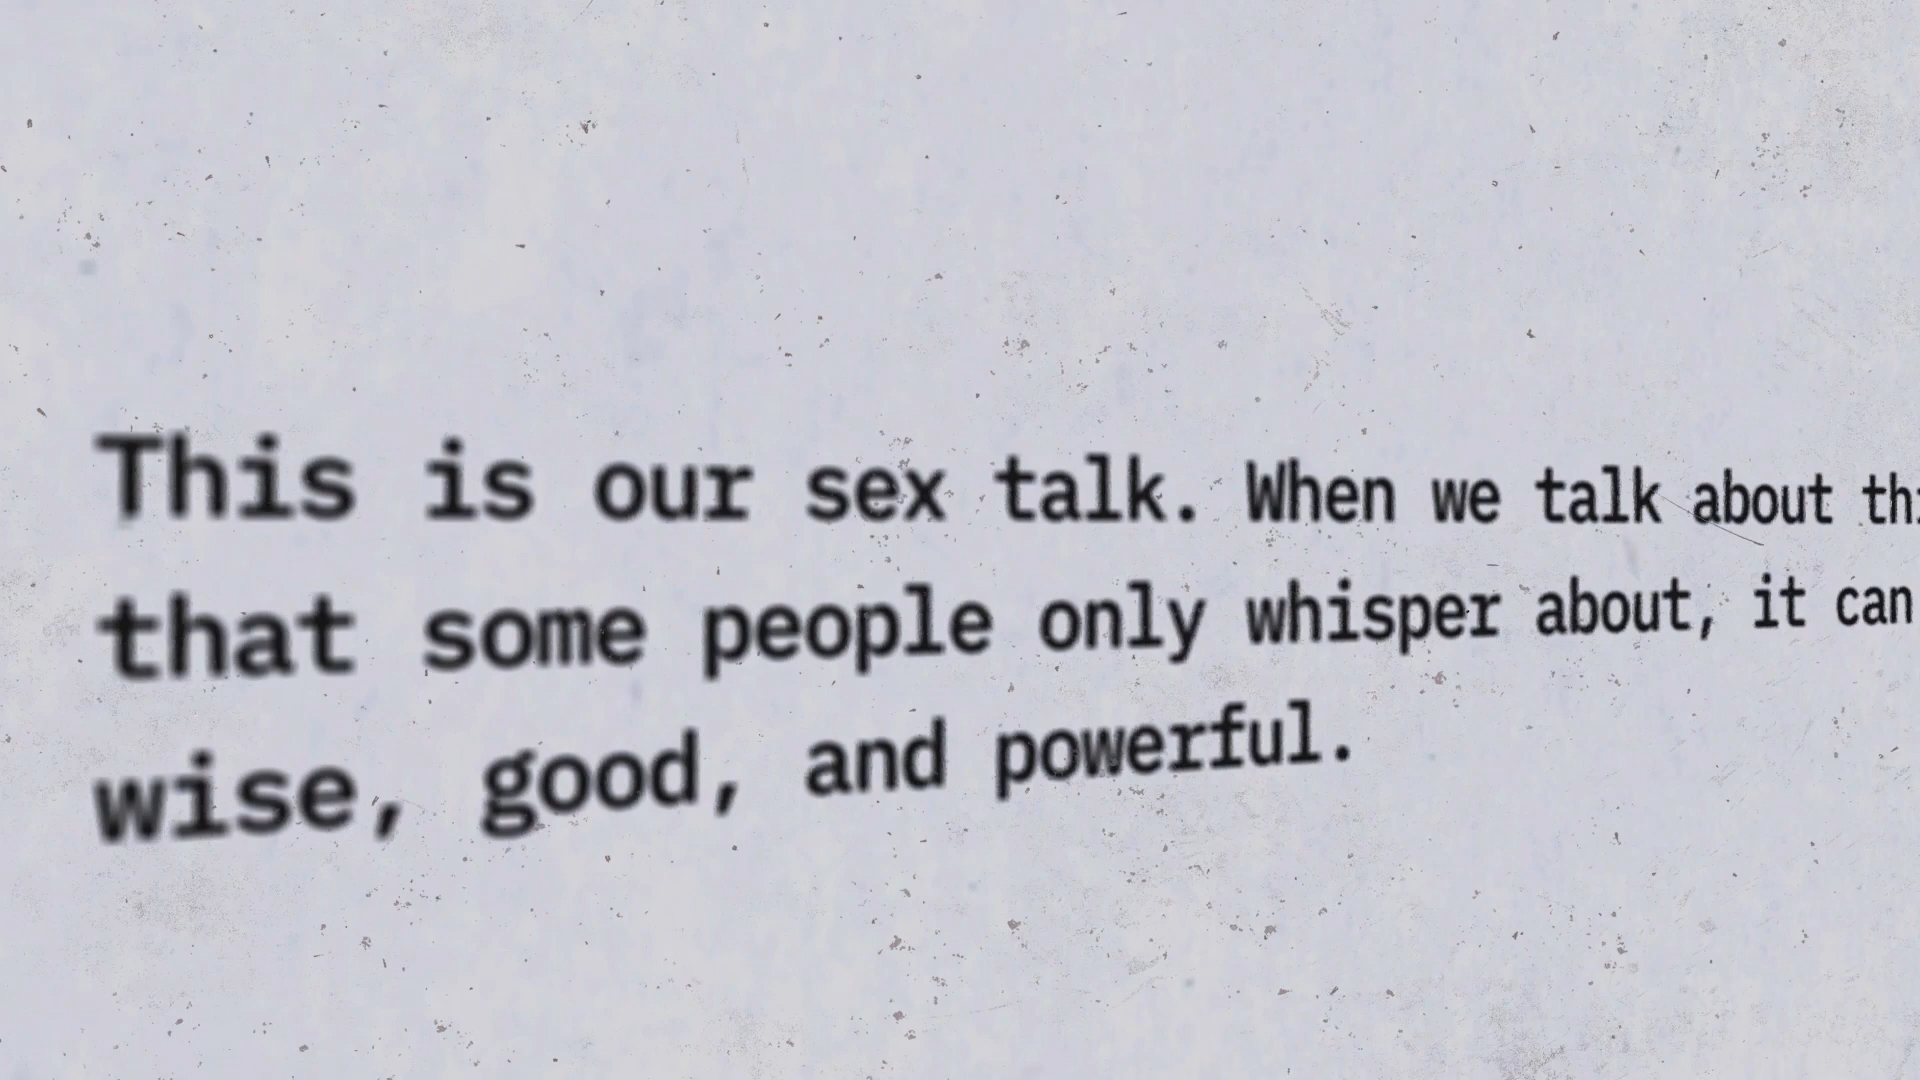 This is our sex talk. When we talk about
that some people only whisper about, it can
wise, good, and powerful.